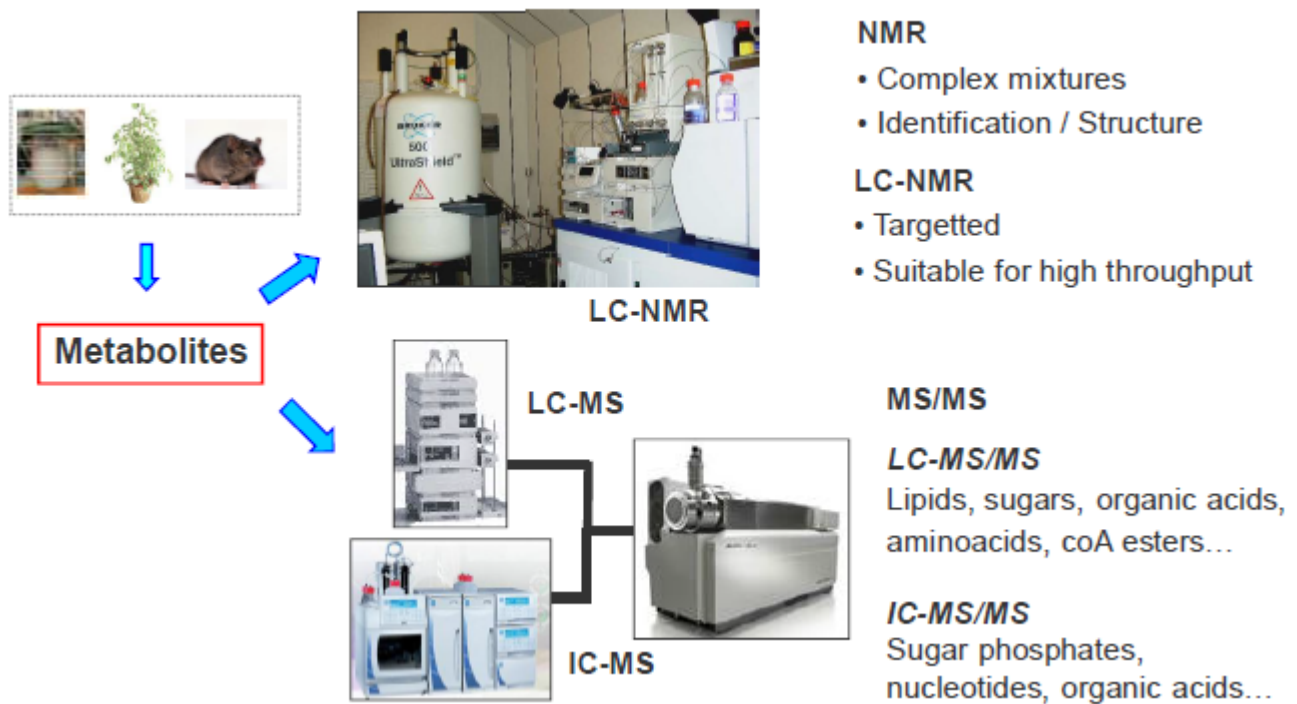 NMR
• Complex mixtures
• Identification / Structure
LC-NMR
• Targetted
• Suitable for high throughput
BRUKER
500
UltraShield™
LC-NMR
Metabolites
LC-MS
MS/MS
LC-MS/MS
Lipids, sugars, organic acids,
aminoacids, coA esters…
IC-MS
IC-MS/MS
Sugar phosphates,
nucleotides, organic acids…